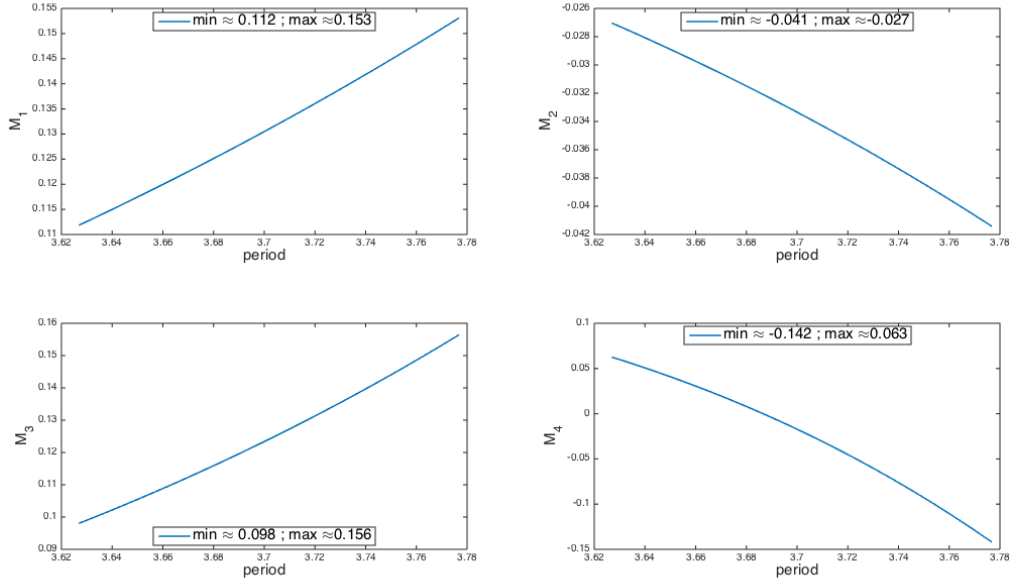 min ≈ 0.112 ; max ≈0.153
0.155
0.15
0.145
0.14
0.135
0.13
0.125
0.12
0.115
0.11
M1
3.62 3.64 3.66 3.68 3.7 3.72 3.74 3.76 3.78
period
min ≈ -0.041 ; max ≈-0.027
-0.026
-0.028
-0.03
-0.032
-0.034
-0.036
-0.038
-0.04
-0.042
M2
3.62 3.64 3.66 3.68 3.7 3.72 3.74 3.76 3.78
period
0.16
0.15
0.14
0.13
0.12
0.11
0.1
0.09
M3
min ≈ 0.098 ; max ≈0.156
3.62 3.64 3.66 3.68 3.7 3.72 3.74 3.76 3.78
period
min ≈ -0.142 ; max ≈0.063
0.1
0.05
0
-0.05
-0.1
-0.15
M4
3.62 3.64 3.66 3.68 3.7 3.72 3.74 3.76 3.78
period